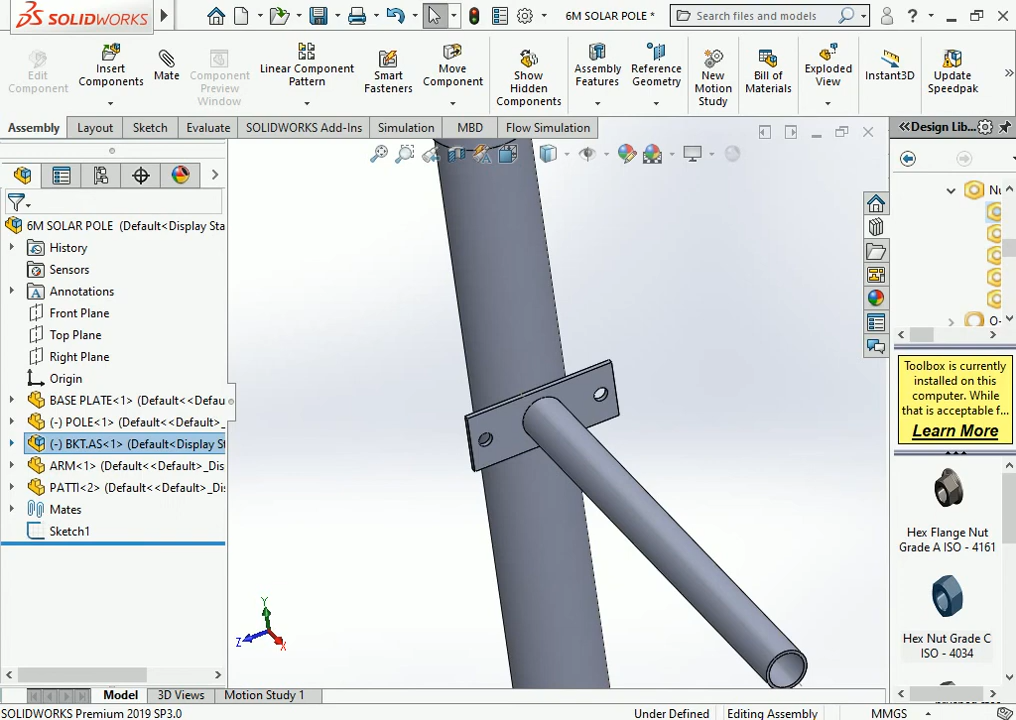 SOLIDWORKS
6M SOLAR POLE *
Search files and models
Edit Component
Insert Components
Mate
Component Preview Window
Linear Component Pattern
Smart Fasteners
Move Component
Show Hidden Components
Assembly Features
Reference Geometry
New Motion Study
Bill of Materials
Exploded View
Instant3D
Update Speedpak
Assembly
Layout
Sketch
Evaluate
SOLIDWORKS Add-Ins
Simulation
MBD
Flow Simulation
Design Lib...
6M SOLAR POLE (Default<Display Sta
History
Sensors
Annotations
Front Plane
Top Plane
Right Plane
Origin
BASE PLATE<1> (Default<<Defau
(-) POLE<1> (Default<<Default>_
(-) BKT.AS<1> (Default<Display St
ARM<1> (Default<<Default>_Dis
PATTI<2> (Default<<Default>_Dis
Mates
Sketch1
Nu
O-
Toolbox is currently
installed on this
computer. While
that is acceptable f...
Learn More
Hex Flange Nut
Grade A ISO - 4161
Hex Nut Grade C
ISO - 4034
Y
Z
X
Model
3D Views
Motion Study 1
SOLIDWORKS Premium 2019 SP3.0
Under Defined
Editing Assembly
MMGS